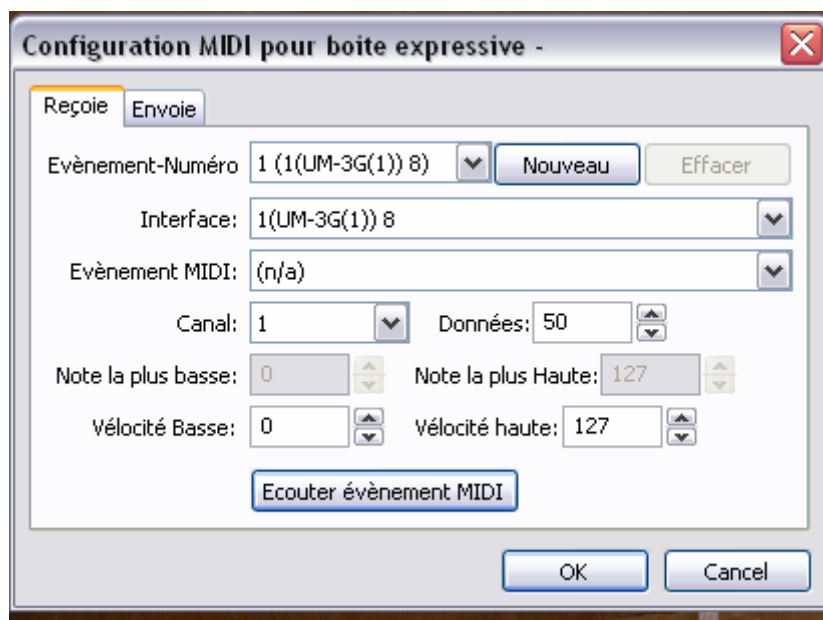 Configuration MIDI pour boite expressive -
Reçoie Envoie
Evènement-Numéro 1 (1(UM-3G(1)) 8) Nouveau Effacer
Interface: 1(UM-3G(1)) 8
Evènement MIDI: (n/a)
Canal: 1 Données: 50
Note la plus basse: 0 Note la plus Haute: 127
Vélocité Basse: 0 Vélocité haute: 127
Ecouter évènement MIDI
OK Cancel